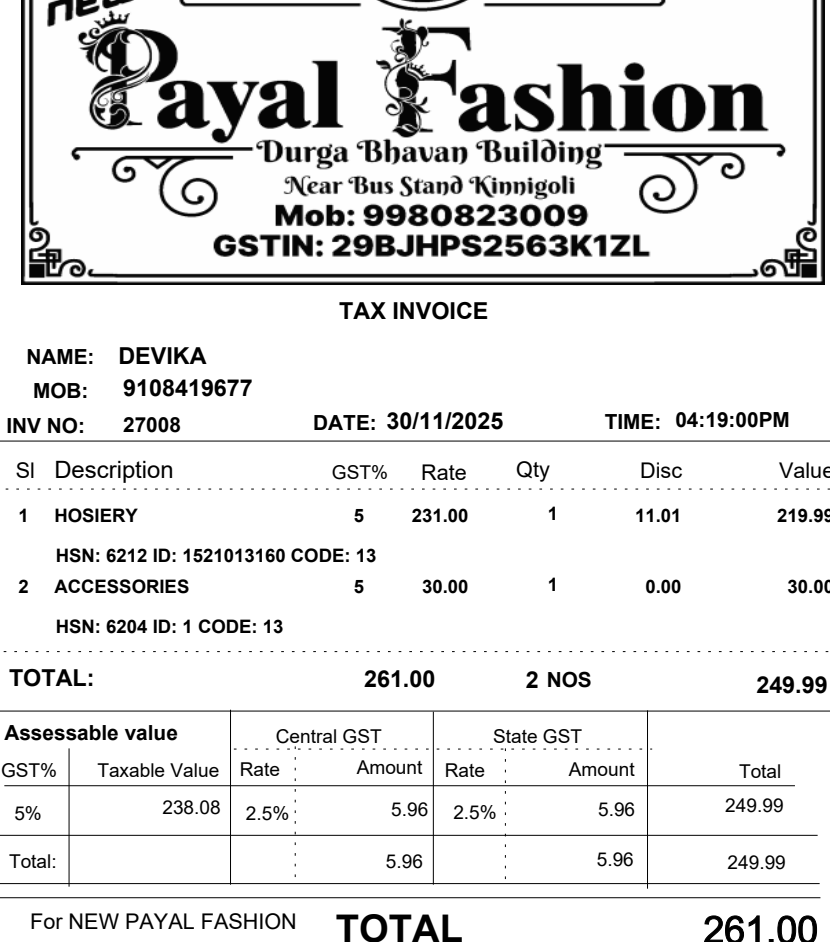 new
Payal Fashion
Durga Bhavan Building
Near Bus Stand Kinnigoli
Mob: 9980823009
GSTIN: 29BJHPS2563K1ZL
TAX INVOICE
NAME: DEVIKA
MOB: 9108419677
INV NO: 27008 DATE: 30/11/2025 TIME: 04:19:00PM
Sl Description GST% Rate Qty Disc Value
1 HOSIERY 5 231.00 1 11.01 219.99
HSN: 6212 ID: 1521013160 CODE: 13
2 ACCESSORIES 5 30.00 1 0.00 30.00
HSN: 6204 ID: 1 CODE: 13
TOTAL: 261.00 2 NOS 249.99
Assessable value Central GST State GST
GST% Taxable Value Rate Amount Rate Amount Total
5% 238.08 2.5% 5.96 2.5% 5.96 249.99
Total: 5.96 5.96 249.99
For NEW PAYAL FASHION TOTAL 261.00